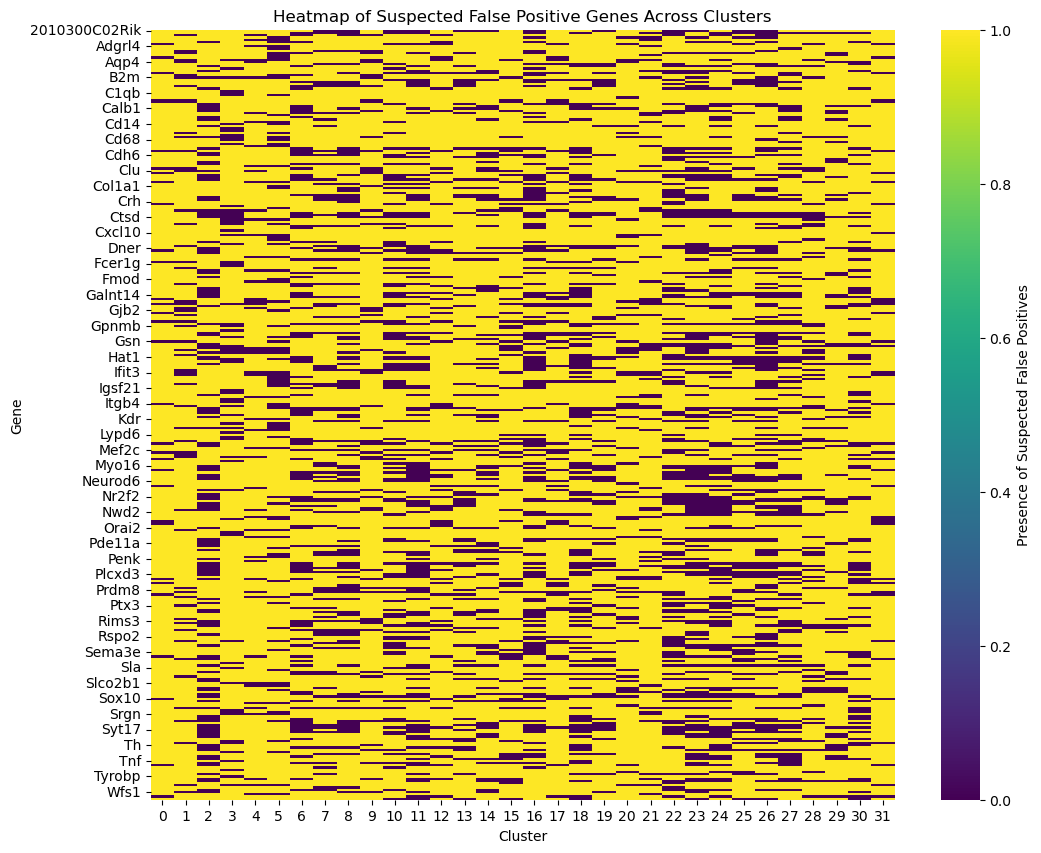 Heatmap of Suspected False Positive Genes Across Clusters
2010300C02Rik
Adgrl4
Aqp4
B2m
C1qb
Calb1
Cd14
Cd68
Cdh6
Clu
Col1a1
Crh
Ctsd
Cxcl10
Dner
Fcer1g
Fmod
Galnt14
Gjb2
Gpnmb
Gsn
Hat1
Ifit3
Igsf21
Itgb4
Kdr
Lypd6
Mef2c
Myo16
Neurod6
Nr2f2
Nwd2
Orai2
Pde11a
Penk
Plcxd3
Prdm8
Ptx3
Rims3
Rspo2
Sema3e
Sla
Slco2b1
Sox10
Srgn
Syt17
Th
Tnf
Tyrobp
Wfs1
Gene
0 1 2 3 4 5 6 7 8 9 10 11 12 13 14 15 16 17 18 19 20 21 22 23 24 25 26 27 28 29 30 31
Cluster
1.0
0.8
0.6
0.4
0.2
0.0
Presence of Suspected False Positives